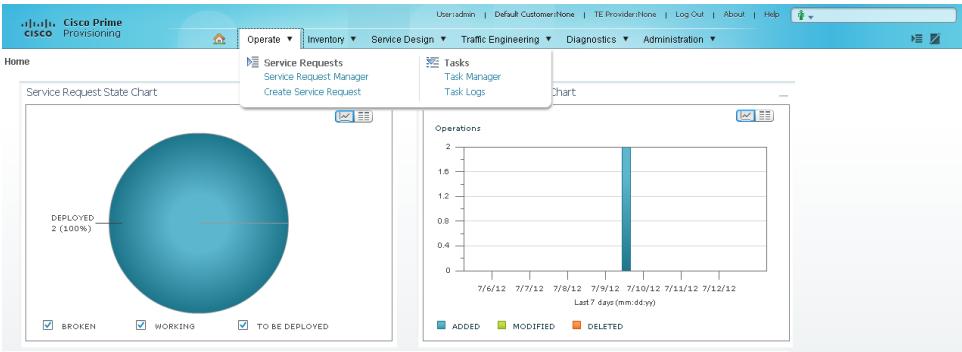 User:admin | Default Customer:None | TE Provider:None | Log Out | About | Help
cisco Cisco Prime Provisioning
Operate ▼ Inventory ▼ Service Design ▼ Traffic Engineering ▼ Diagnostics ▼ Administration ▼
Home
Service Requests
Service Request Manager
Create Service Request
Tasks
Task Manager
Task Logs
Service Request State Chart
DEPLOYED
2 (100%)
BROKEN WORKING TO BE DEPLOYED
Chart
Operations
2
1.6
1.2
0.8
0.4
0
7/6/12 7/7/12 7/8/12 7/9/12 7/10/12 7/11/12 7/12/12
Last 7 days (mm:dd:yy)
ADDED MODIFIED DELETED